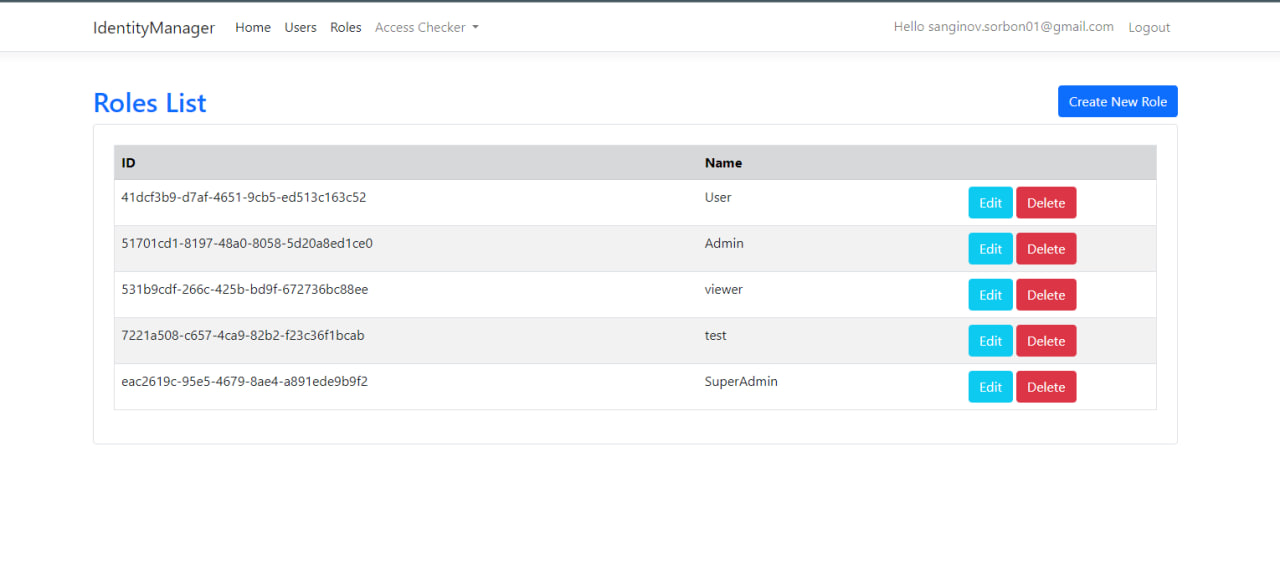 IdentityManager Home Users Roles Access Checker Hello sanginov.sorbon01@gmail.com Logout
Roles List Create New Role
ID Name
41dcf3b9-d7af-4651-9cb5-ed513c163c52 User Edit Delete
51701cd1-8197-48a0-8058-5d20a8ed1ce0 Admin Edit Delete
531b9cdf-266c-425b-bd9f-672736bc88ee viewer Edit Delete
7221a508-c657-4ca9-82b2-f23c36f1bcab test Edit Delete
eac2619c-95e5-4679-8ae4-a891ede9b9f2 SuperAdmin Edit Delete